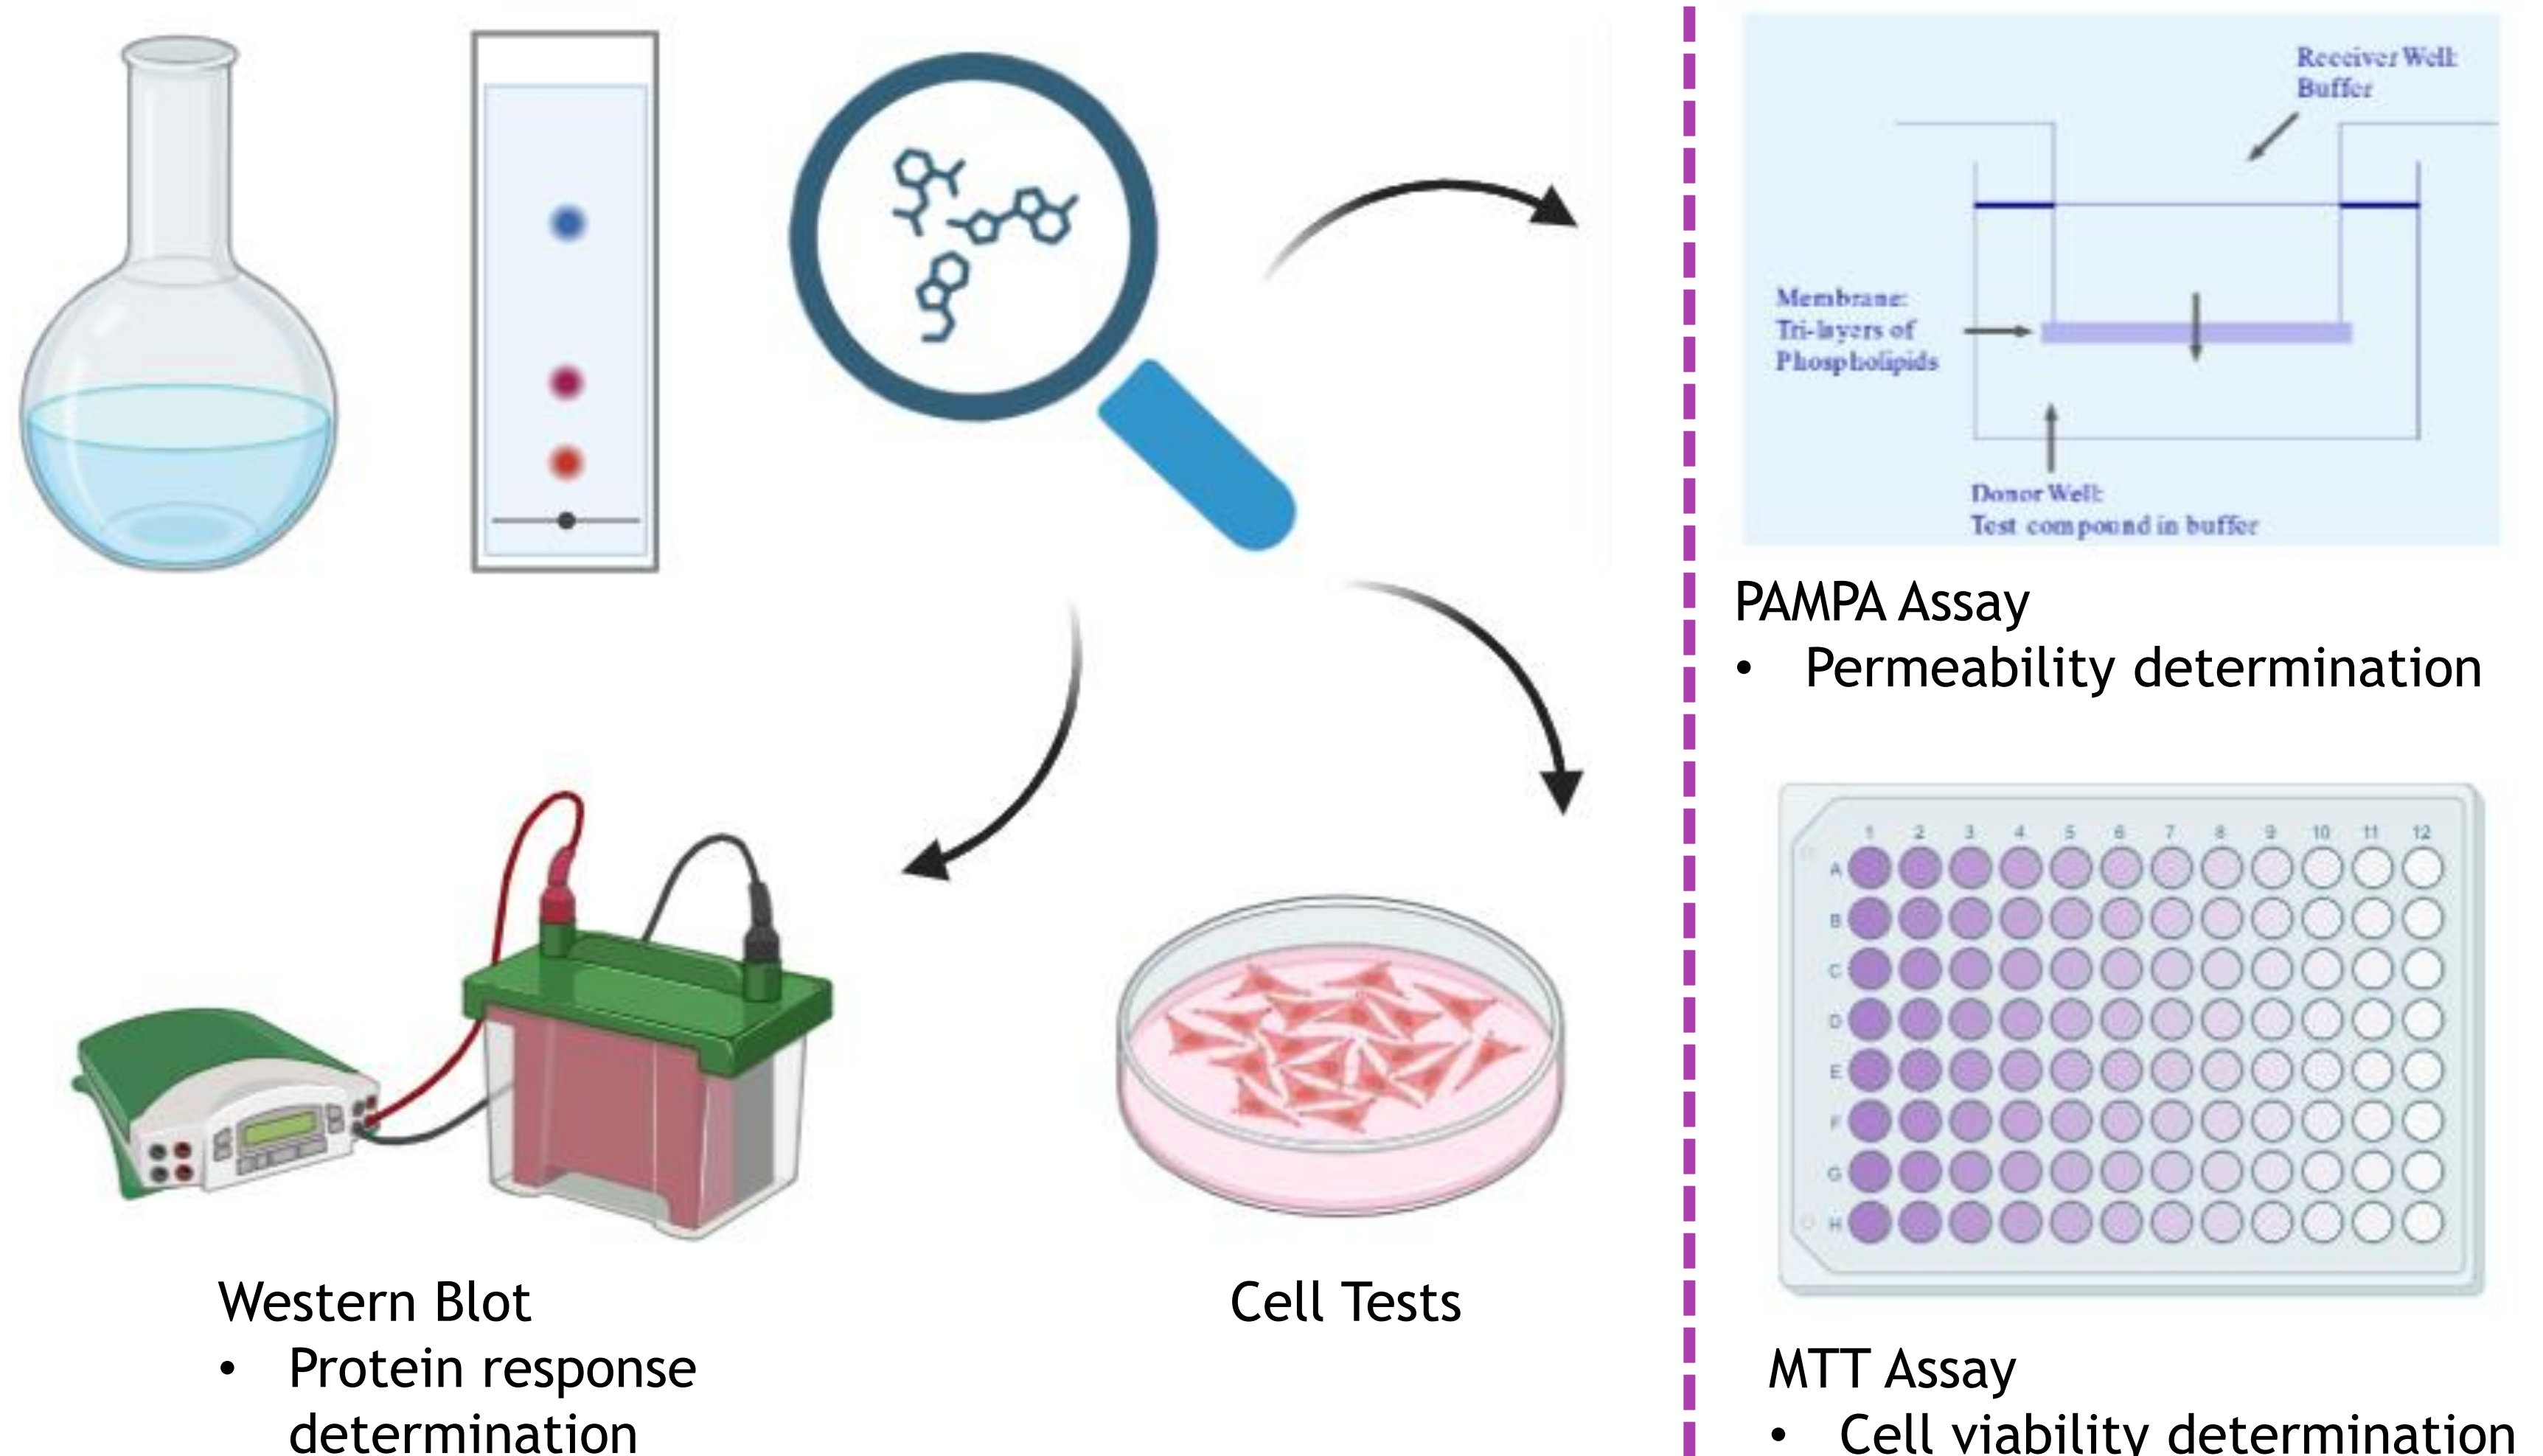 Receiver Well:
Buffer
Membrane:
Tri-layers of
Phospholipids
Donor Well:
Test compound in buffer
PAMPA Assay
• Permeability determination
1 2 3 4 5 6 7 8 9 10 11 12
A
B
C
D
E
F
G
H
Western Blot
• Protein response
determination
Cell Tests
MTT Assay
• Cell viability determination